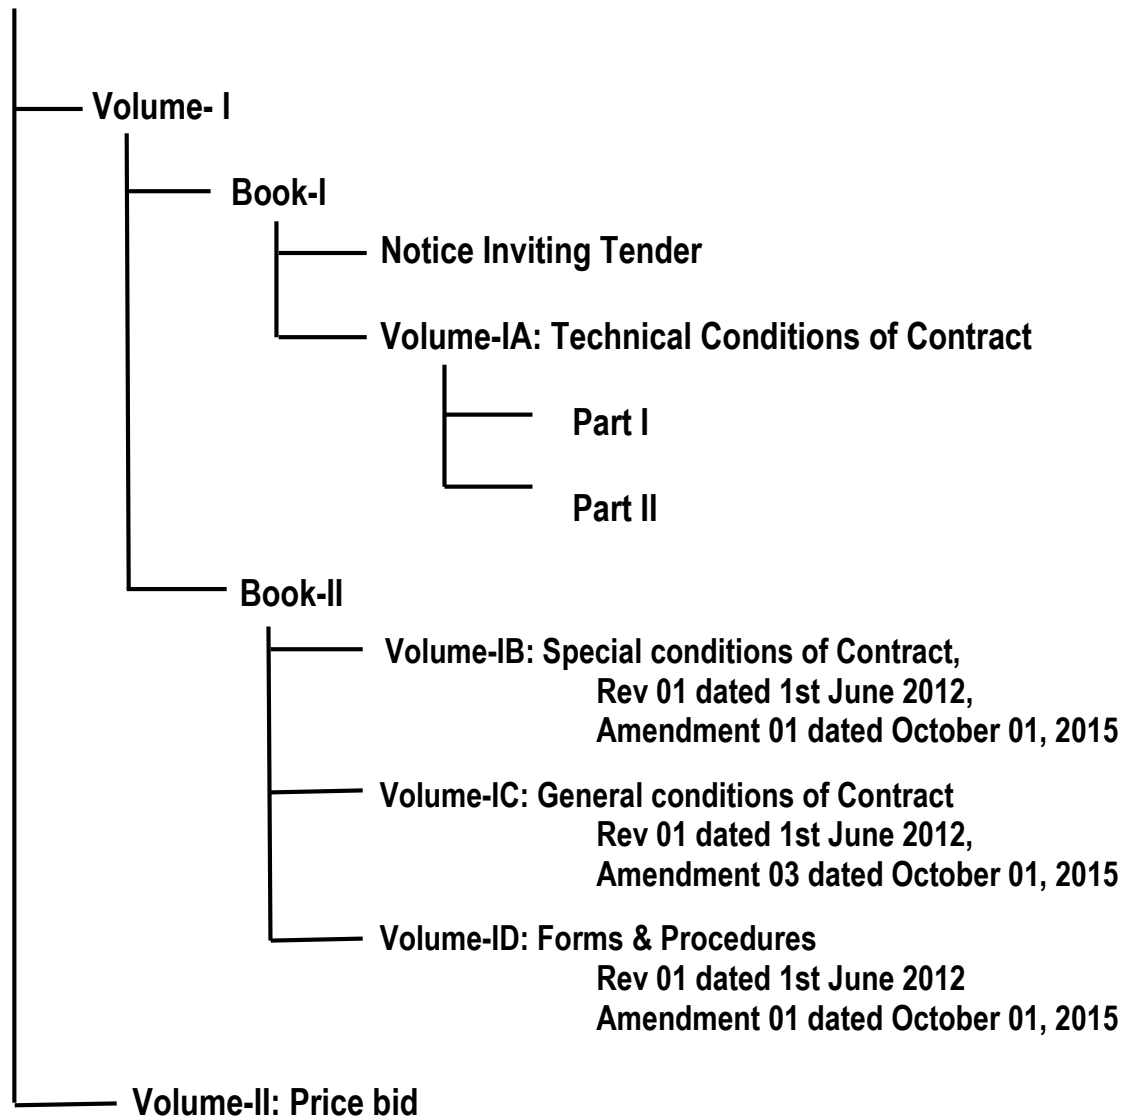 Volume- I
Book-I
Notice Inviting Tender
Volume-IA: Technical Conditions of Contract
Part I
Part II
Book-II
Volume-IB: Special conditions of Contract,
Rev 01 dated 1st June 2012,
Amendment 01 dated October 01, 2015
Volume-IC: General conditions of Contract
Rev 01 dated 1st June 2012,
Amendment 03 dated October 01, 2015
Volume-ID: Forms & Procedures
Rev 01 dated 1st June 2012
Amendment 01 dated October 01, 2015
Volume-II: Price bid